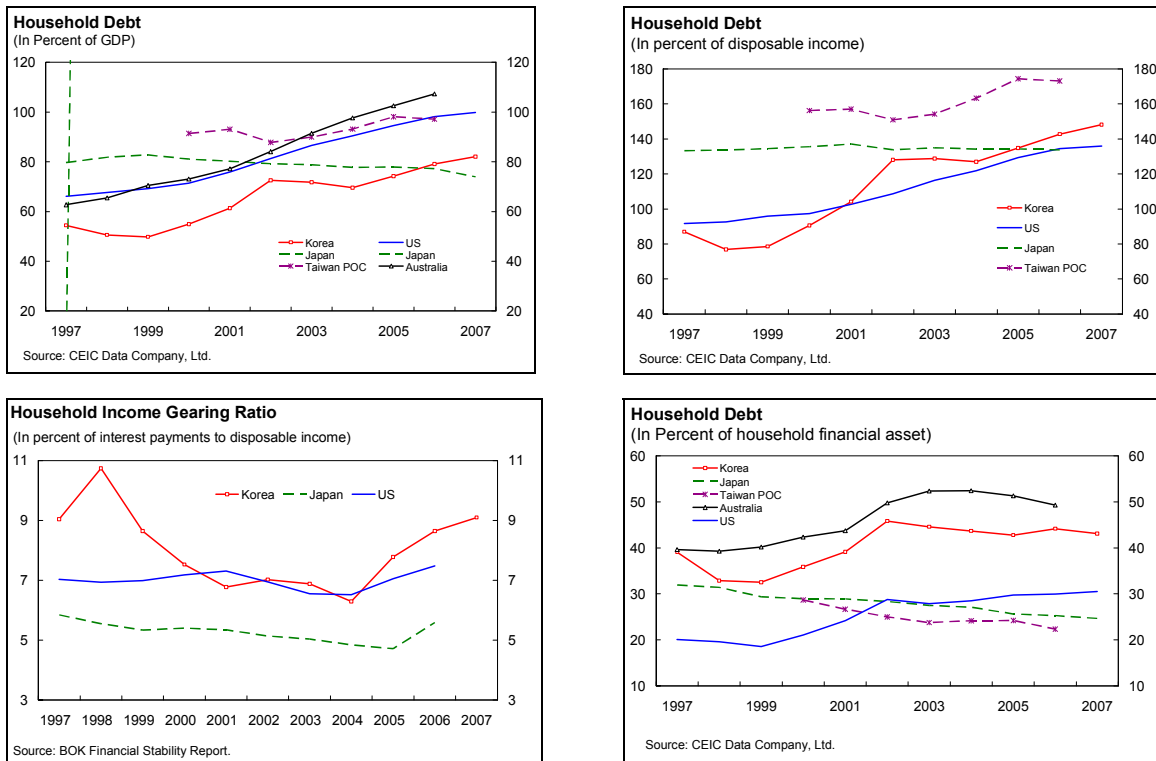 Household Debt
(In Percent of GDP)
120 120
100 100
80 80
60 60
40 40
20 20
Korea US
Japan Japan
Taiwan POC Australia
1997 1999 2001 2003 2005 2007
Source: CEIC Data Company, Ltd.
Household Debt
(In percent of disposable income)
180 180
160 160
140 140
120 120
100 100
80 80
60 60
40 40
Korea
US
Japan
Taiwan POC
1997 1999 2001 2003 2005 2007
Source: CEIC Data Company, Ltd.
Household Income Gearing Ratio
(In percent of interest payments to disposable income)
11 11
Korea Japan US
9 9
7 7
5 5
3 3
1997 1998 1999 2000 2001 2002 2003 2004 2005 2006 2007
Source: BOK Financial Stability Report.
Household Debt
(In Percent of household financial asset)
60 60
Korea
Japan
Taiwan POC
Australia
US
50 50
40 40
30 30
20 20
10 10
1997 1999 2001 2003 2005 2007
Source: CEIC Data Company, Ltd.